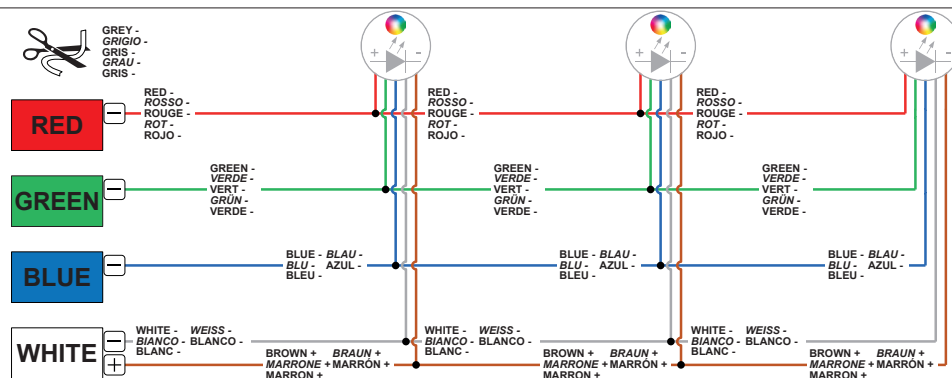 GREY -
GRIGIO -
GRIS -
GRAU -
GRIS -
+ -
+ -
+ -
RED
−
RED -
ROSSO -
ROUGE -
ROT -
ROJO -
RED -
ROSSO -
ROUGE -
ROT -
ROJO -
RED -
ROSSO -
ROUGE -
ROT -
ROJO -
GREEN
−
GREEN -
VERDE -
VERT -
GRÜN -
VERDE -
GREEN -
VERDE -
VERT -
GRÜN -
VERDE -
GREEN -
VERDE -
VERT -
GRÜN -
VERDE -
BLUE
−
BLUE - BLAU -
BLU - AZUL -
BLEU -
BLUE - BLAU -
BLU - AZUL -
BLEU -
BLUE - BLAU -
BLU - AZUL -
BLEU -
WHITE
−
+
WHITE - WEISS -
BIANCO - BLANCO -
BLANC -
WHITE - WEISS -
BIANCO - BLANCO -
BLANC -
WHITE - WEISS -
BIANCO - BLANCO -
BLANC -
BROWN + BRAUN +
MARRONE + MARRÓN +
MARRON +
BROWN + BRAUN +
MARRONE + MARRÓN +
MARRON +
BROWN + BRAUN +
MARRONE + MARRÓN +
MARRON +